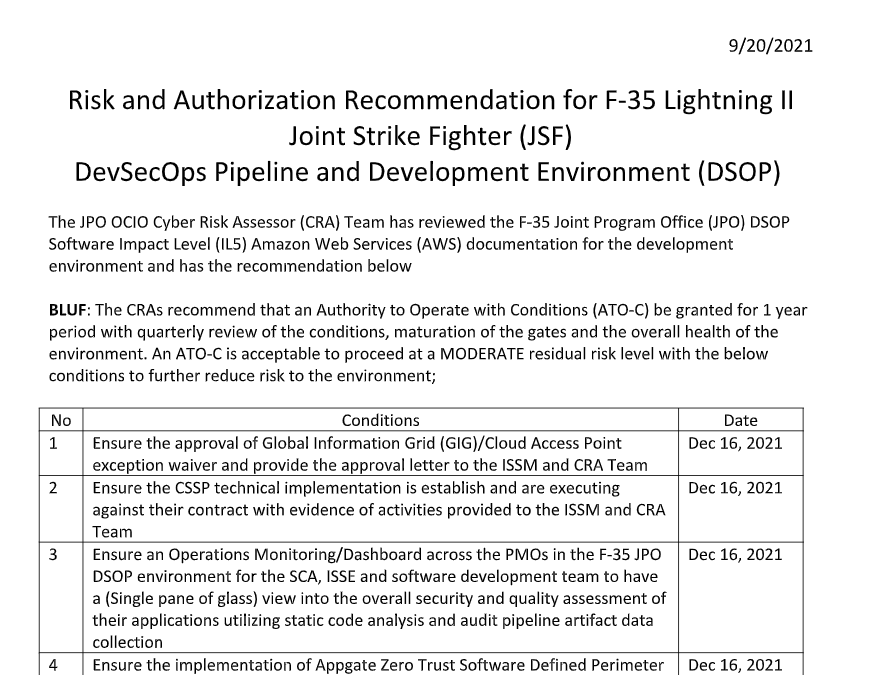 9/20/2021
Risk and Authorization Recommendation for F-35 Lightning II
Joint Strike Fighter (JSF)
DevSecOps Pipeline and Development Environment (DSOP)
The JPO OCIO Cyber Risk Assessor (CRA) Team has reviewed the F-35 Joint Program Office (JPO) DSOP
Software Impact Level (IL5) Amazon Web Services (AWS) documentation for the development
environment and has the recommendation below
BLUF: The CRAs recommend that an Authority to Operate with Conditions (ATO-C) be granted for 1 year
period with quarterly review of the conditions, maturation of the gates and the overall health of the
environment. An ATO-C is acceptable to proceed at a MODERATE residual risk level with the below
conditions to further reduce risk to the environment;
No Conditions Date
1 Ensure the approval of Global Information Grid (GIG)/Cloud Access Point Dec 16, 2021
exception waiver and provide the approval letter to the ISSM and CRA Team
2 Ensure the CSSP technical implementation is establish and are executing Dec 16, 2021
against their contract with evidence of activities provided to the ISSM and CRA
Team
3 Ensure an Operations Monitoring/Dashboard across the PMOs in the F-35 JPO Dec 16, 2021
DSOP environment for the SCA, ISSE and software development team to have
a (Single pane of glass) view into the overall security and quality assessment of
their applications utilizing static code analysis and audit pipeline artifact data
collection
4 Ensure the implementation of Appgate Zero Trust Software Defined Perimeter Dec 16, 2021